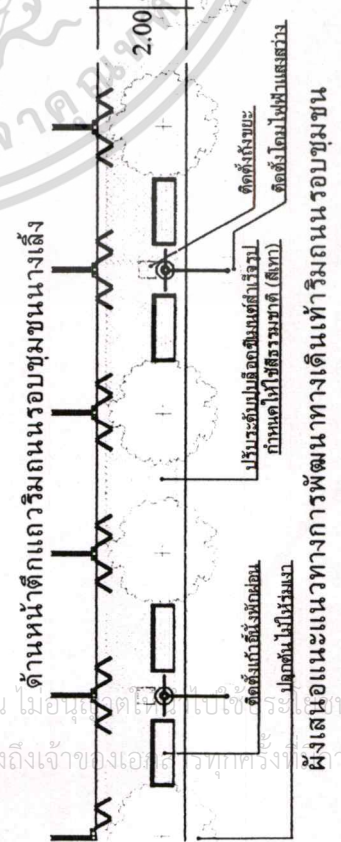 ด้านหน้าตึกแถวริมถนนรอบชุมชนนางเลิ้ง
2.00
ติดตั้งถังขยะ
ติดตั้งโคมไฟฟ้าแสงสว่าง
ปรับระดับปูบล็อคซีเมนต์สำเร็จรูป
กำหนดให้ใช้สีธรรมชาติ (สีเทา)
ติดตั้งเก้าอี้นั่งพักผ่อน
ปลูกต้นไม้ให้ร่มเงา
ผังเสนอแนะแนวทางการพัฒนาทางเดินเท้าริมถนนรอบชุมชน